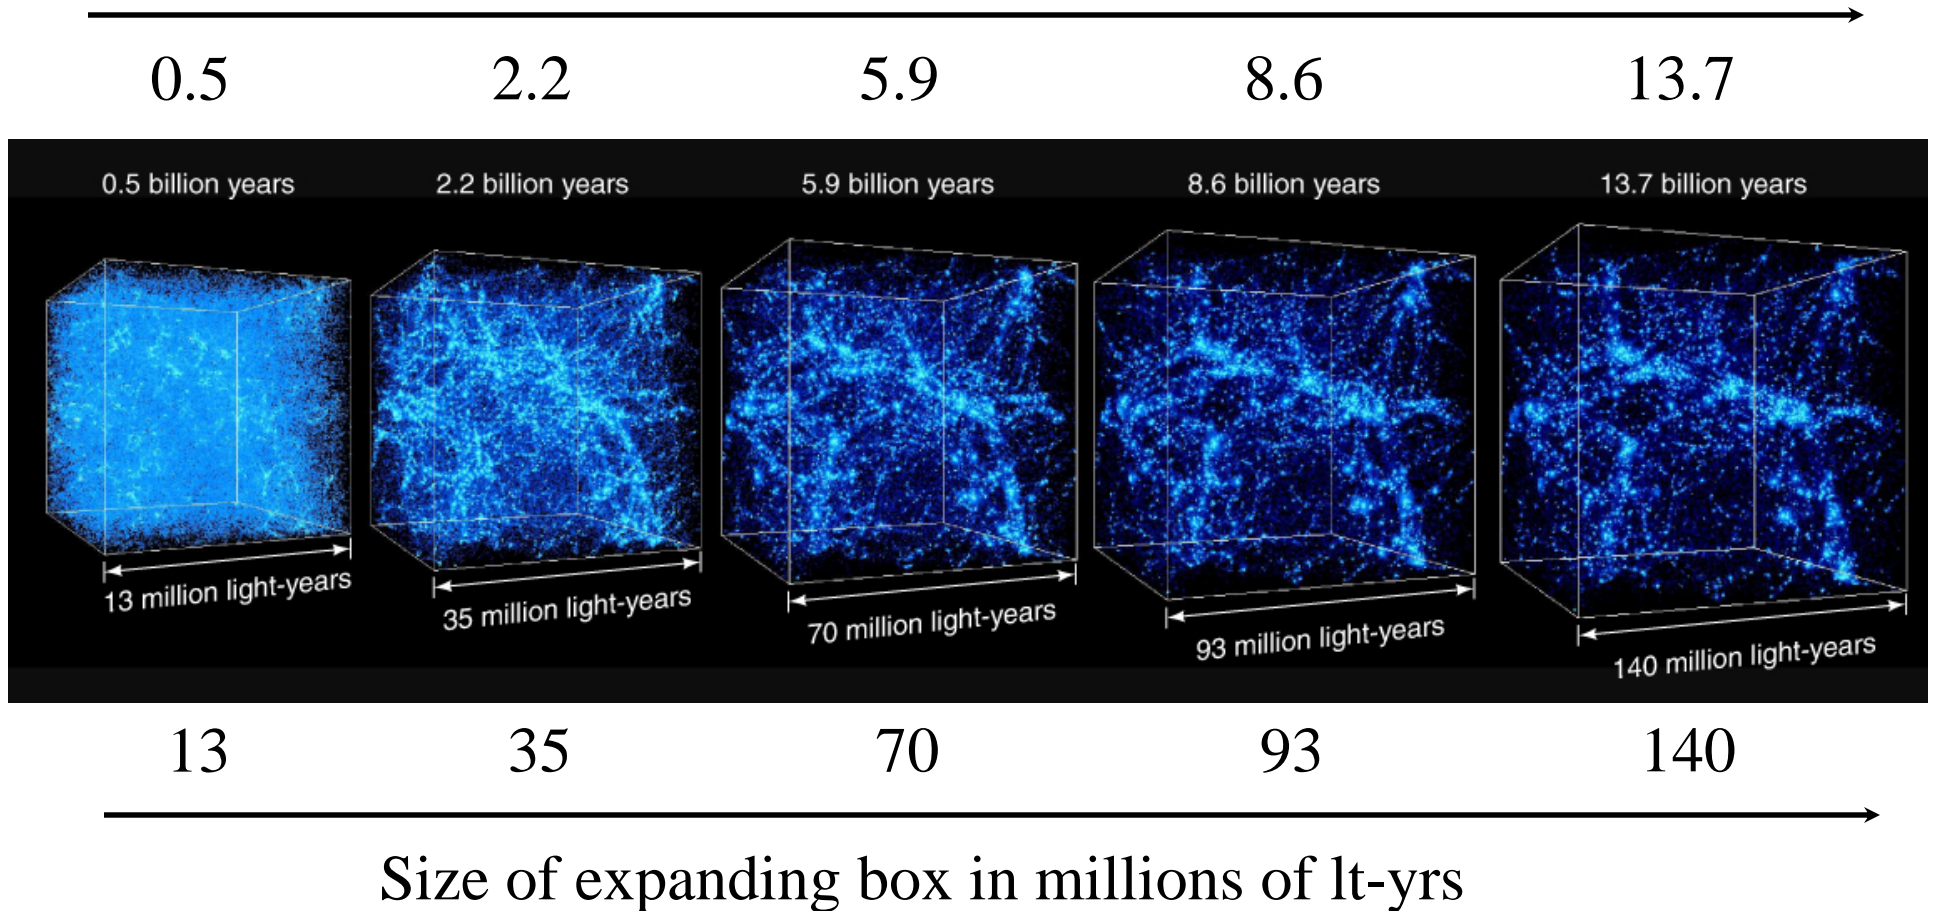 0.5 2.2 5.9 8.6 13.7
0.5 billion years 2.2 billion years 5.9 billion years 8.6 billion years 13.7 billion years
13 million light-years 35 million light-years 70 million light-years 93 million light-years 140 million light-years
13 35 70 93 140
Size of expanding box in millions of lt-yrs